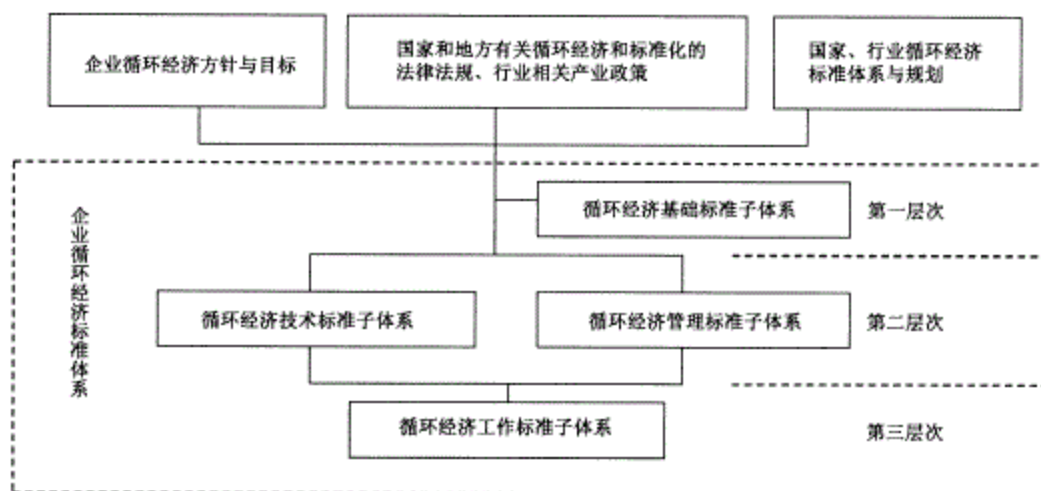 企业循环经济方针与目标
国家和地方有关循环经济和标准化的
法律法规、行业相关产业政策
国家、行业循环经济
标准体系与规划
企业循环经济标准体系
循环经济基础标准子体系
第一层次
循环经济技术标准子体系
循环经济管理标准子体系
第二层次
循环经济工作标准子体系
第三层次